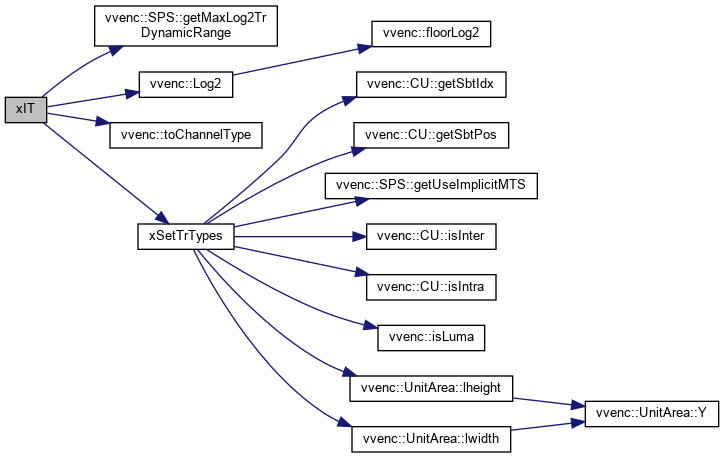 xIT
vvenc::SPS::getMaxLog2Tr
DynamicRange
vvenc::Log2
vvenc::floorLog2
vvenc::toChannelType
xSetTrTypes
vvenc::CU::getSbtIdx
vvenc::CU::getSbtPos
vvenc::SPS::getUseImplicitMTS
vvenc::CU::isInter
vvenc::CU::isIntra
vvenc::isLuma
vvenc::UnitArea::lheight
vvenc::UnitArea::lwidth
vvenc::UnitArea::Y